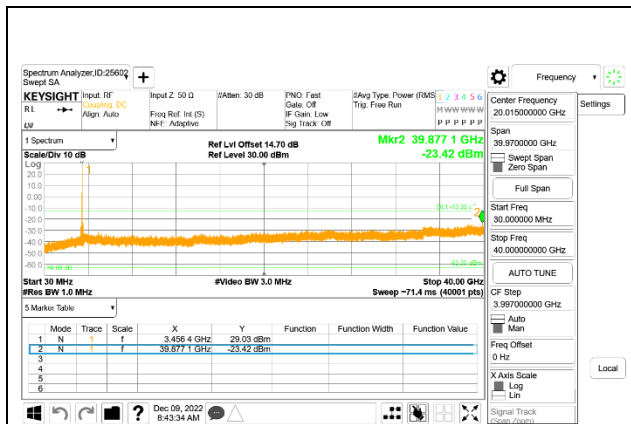 Spectrum Analyzer,ID:25602
Swept SA
KEYSIGHT
RL
Input: RF
Coupling: DC
Align: Auto
Input Z: 50 Ω
Freq Ref: Int (S)
NFE: Adaptive
#Atten: 30 dB
PNO: Fast
Gate: Off
IF Gain: Low
Sig Track: Off
#Avg Type: Power (RMS
Trig: Free Run
1 2 3 4 5 6
M W W W W W
P P P P P P
1 Spectrum
Scale/Div 10 dB
Ref Lvl Offset 14.70 dB
Ref Level 30.00 dBm
Mkr2 39.877 1 GHz
-23.42 dBm
Log
20.0
10.0
0.00
-10.0
-20.0
-30.0
-40.0
-50.0
-60.0
1
2
DL1 -13.00
Start 30 MHz
#Res BW 1.0 MHz
#Video BW 3.0 MHz
Stop 40.00 GHz
Sweep ~71.4 ms (40001 pts)
5 Marker Table
Mode Trace Scale X Y Function Function Width Function Value
1 N 1 f 3.456 4 GHz 29.03 dBm
2 N 1 f 39.877 1 GHz -23.42 dBm
3
4
5
6
Dec 09, 2022
8:43:34 AM
Frequency
Settings
Center Frequency
20.015000000 GHz
Span
39.9700000 GHz
Swept Span
Zero Span
Full Span
Start Freq
30.000000 MHz
Stop Freq
40.00000000 GHz
AUTO TUNE
CF Step
3.997000000 GHz
Auto
Man
Freq Offset
0 Hz
X Axis Scale
Log
Lin
Signal Track
(Span Zoom)
Local